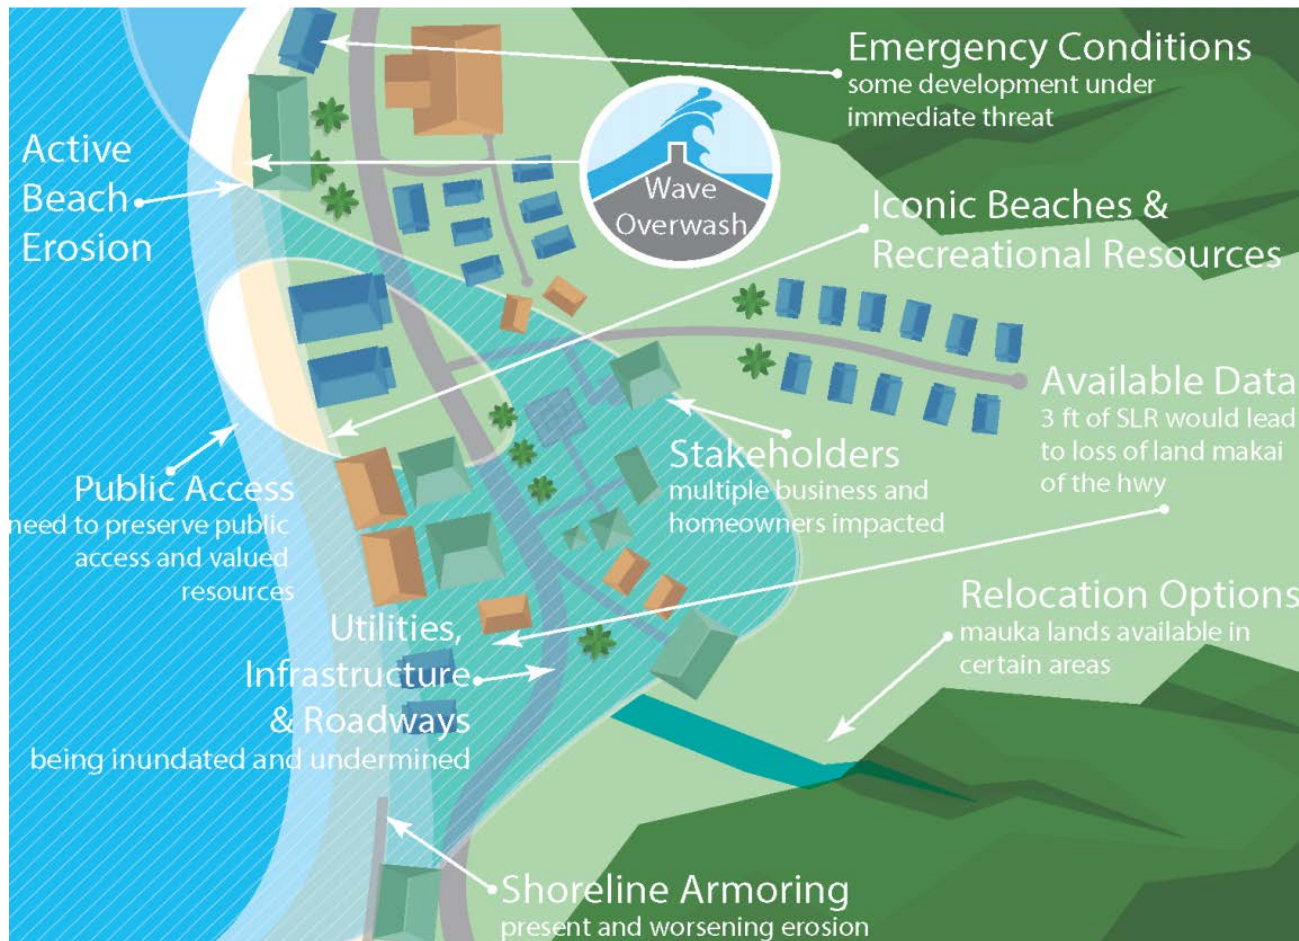 Emergency Conditions
some development under
immediate threat
Active
Beach
Erosion
Wave
Overwash
Iconic Beaches &
Recreational Resources
Available Data
3 ft of SLR would lead
to loss of land makai
of the hwy
Stakeholders
multiple business and
homeowners impacted
Public Access
need to preserve public
access and valued
resources
Relocation Options
mauka lands available in
certain areas
Utilities,
Infrastructure
& Roadways
being inundated and undermined
Shoreline Armoring
present and worsening erosion